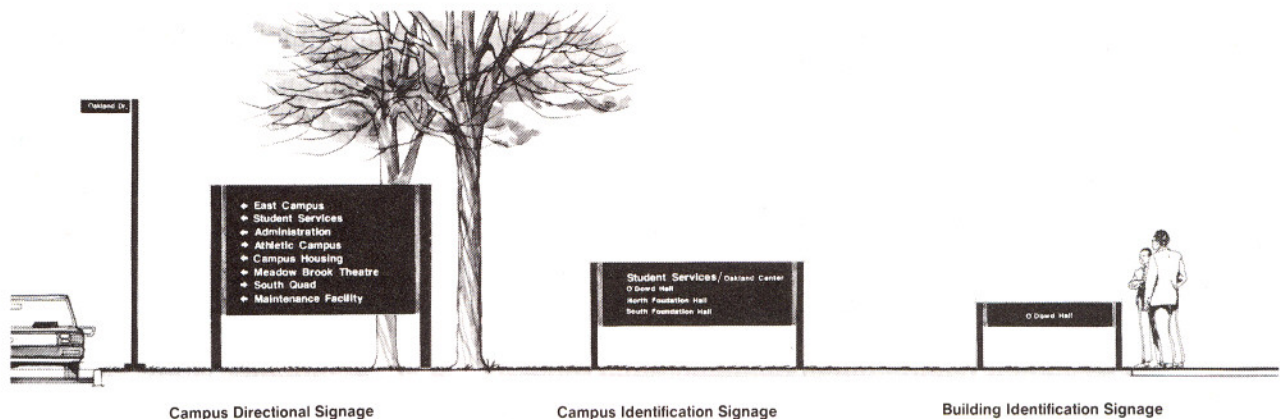 Oakland Dr.
← East Campus
← Student Services
← Administration
← Athletic Campus
← Campus Housing
← Meadow Brook Theatre
← South Quad
← Maintenance Facility
Student Services/Oakland Center
O'Dowd Hall
North Foudation Hall
South Foundation Hall
O'Dowd Hall
Campus Directional Signage
Campus Identification Signage
Building Identification Signage